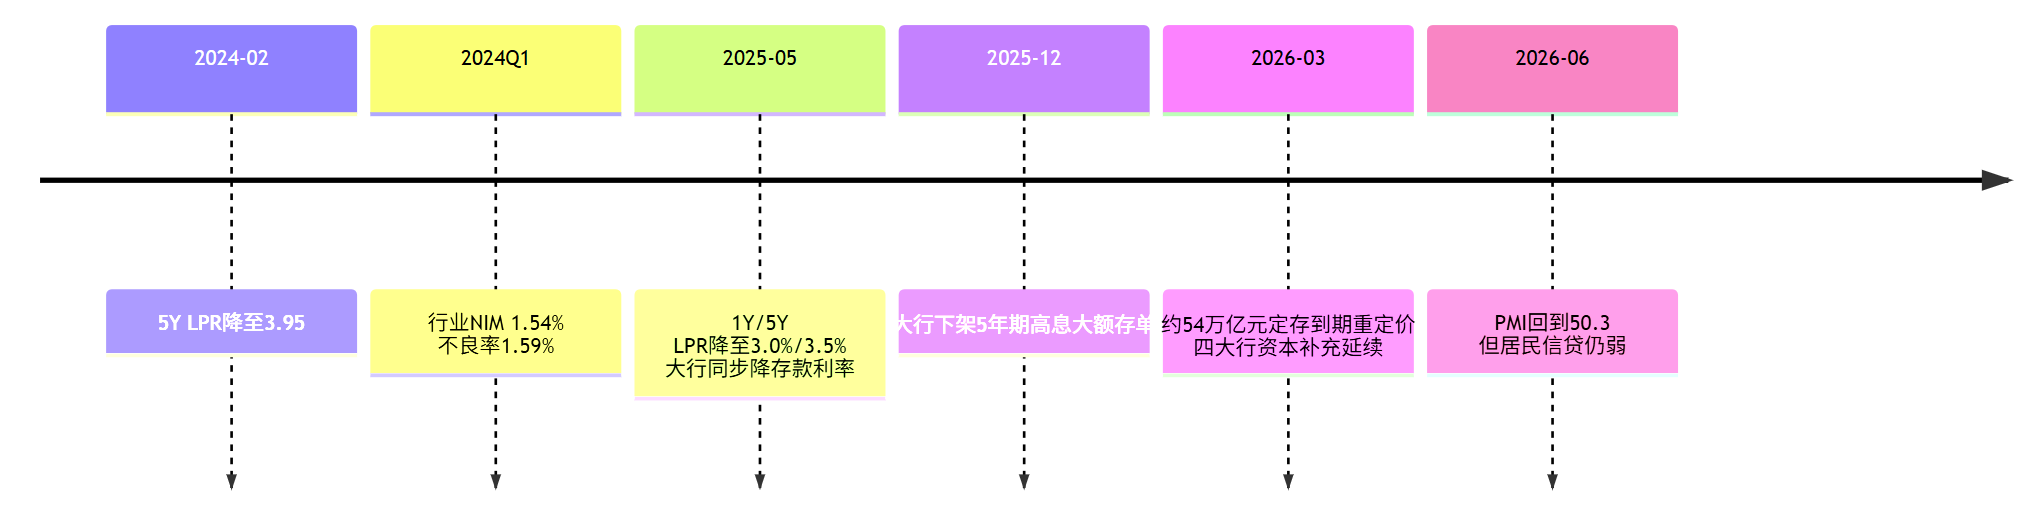 2024-02
2024Q1
2025-05
2025-12
2026-03
2026-06
5Y LPR降至3.95
行业NIM 1.54%
不良率1.59%
1Y/5Y
LPR降至3.0%/3.5%
大行同步降存款利率
大行下架5年期高息大额存单
约54万亿元定存到期重定价
四大行资本补充延续
PMI回到50.3
但居民信贷仍弱